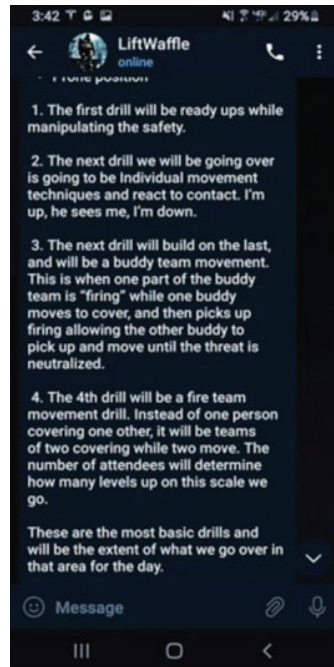 3:42
29%
LiftWaffle
online
Prone position
1. The first drill will be ready ups while
manipulating the safety.
2. The next drill we will be going over
is going to be Individual movement
techniques and react to contact. I'm
up, he sees me, I'm down.
3. The next drill will build on the last,
and will be a buddy team movement.
This is when one part of the buddy
team is "firing" while one buddy
moves to cover, and then picks up
firing allowing the other buddy to
pick up and move until the threat is
neutralized.
4. The 4th drill will be a fire team
movement drill. Instead of one person
covering one other, it will be teams
of two covering while two move. The
number of attendees will determine
how many levels up on this scale we
go.
These are the most basic drills and
will be the extent of what we go over in
that area for the day.
Message